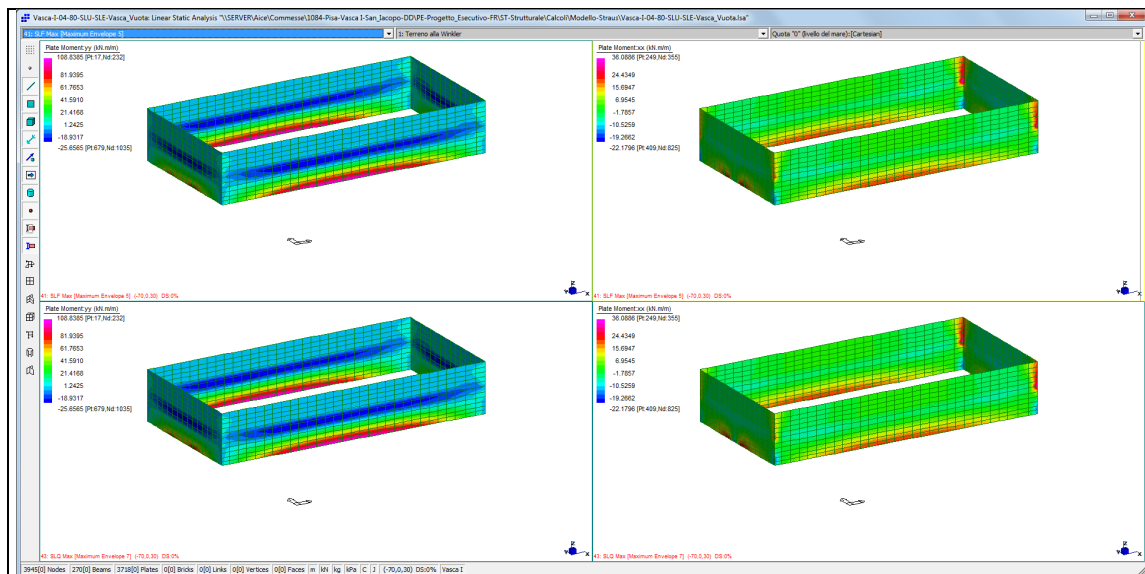 Vasca-I-04-80-SLU-SLE-Vasca_Vuota: Linear Static Analysis "\\SERVER\Aice\Commesse\1084-Pisa-Vasca I-San_Iacopo-DD\PE-Progetto_Esecutivo-FR\ST-Strutturale\Calcoli\Modello-Straus\Vasca-I-04-80-SLU-SLE-Vasca_Vuota.lsa"
41: SLF Max [Maximum Envelope 5]
1: Terreno alla Winkler
Quota "0" (livello del mare):[Cartesian]
Plate Moment:yy (kN.m/m)
108.8385 [Pt:17,Nd:232]
81.9395
61.7653
41.5910
21.4168
1.2425
-18.9317
-25.6565 [Pt:679,Nd:1035]
41: SLF Max [Maximum Envelope 5] (-70,0,30) DS:0%
Z
Y
X
Plate Moment:xx (kN.m/m)
36.0886 [Pt:249,Nd:355]
24.4349
15.6947
6.9545
-1.7857
-10.5259
-19.2662
-22.1796 [Pt:409,Nd:825]
41: SLF Max [Maximum Envelope 5] (-70,0,30) DS:0%
Z
Y
X
Plate Moment:yy (kN.m/m)
108.8385 [Pt:17,Nd:232]
81.9395
61.7653
41.5910
21.4168
1.2425
-18.9317
-25.6565 [Pt:679,Nd:1035]
43: SLQ Max [Maximum Envelope 7] (-70,0,30) DS:0%
Z
Y
X
Plate Moment:xx (kN.m/m)
36.0886 [Pt:249,Nd:355]
24.4349
15.6947
6.9545
-1.7857
-10.5259
-19.2662
-22.1796 [Pt:409,Nd:825]
43: SLQ Max [Maximum Envelope 7] (-70,0,30) DS:0%
Z
Y
X
3945[0] Nodes 270[0] Beams 3718[0] Plates 0[0] Bricks 0[0] Links 0[0] Vertices 0[0] Faces m kN kg kPa C J (-70,0,30) DS:0% Vasca I